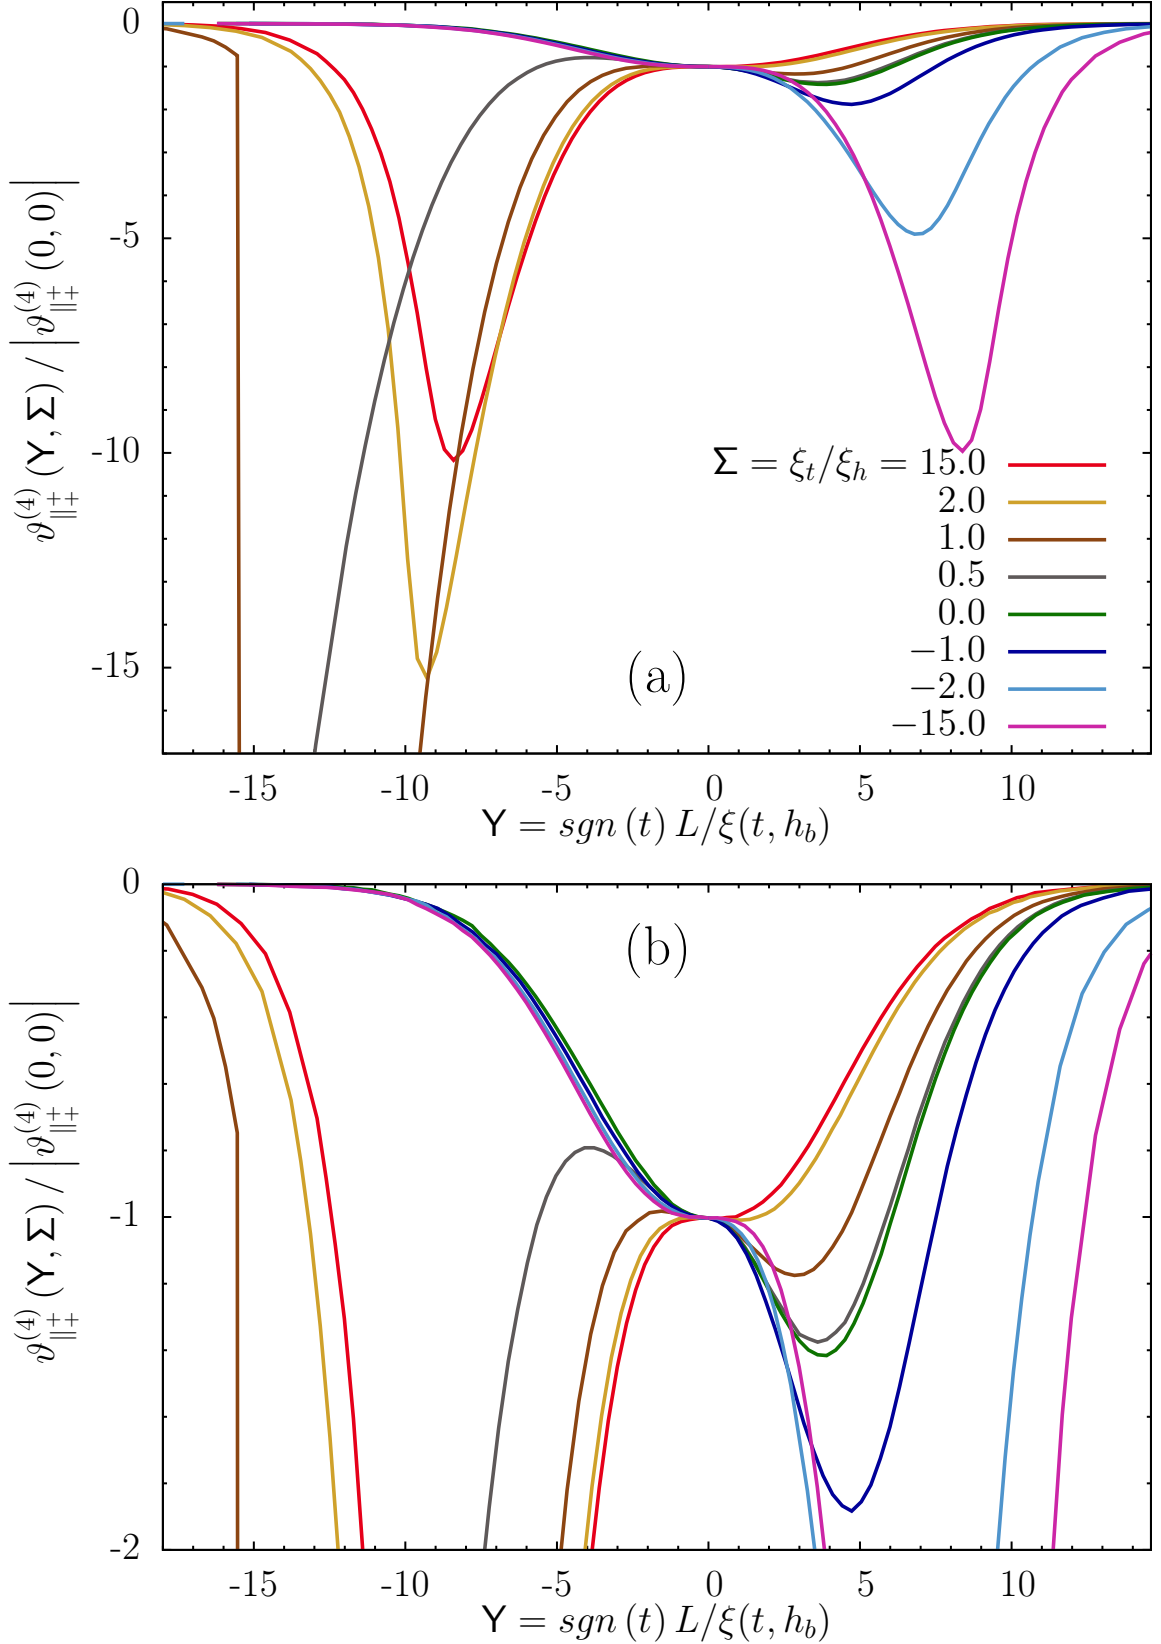 0
-5
-10
-15
ϑ‖⁽⁴⁾₊₊ (Y, Σ) / |ϑ‖⁽⁴⁾₊₊ (0, 0)|
Σ = ξₜ/ξₕ = 15.0
2.0
1.0
0.5
0.0
−1.0
−2.0
−15.0
(a)
-15 -10 -5 0 5 10
Y = sgn (t) L/ξ(t, h_b)
0
-1
-2
ϑ‖⁽⁴⁾₊₊ (Y, Σ) / |ϑ‖⁽⁴⁾₊₊ (0, 0)|
(b)
-15 -10 -5 0 5 10
Y = sgn (t) L/ξ(t, h_b)